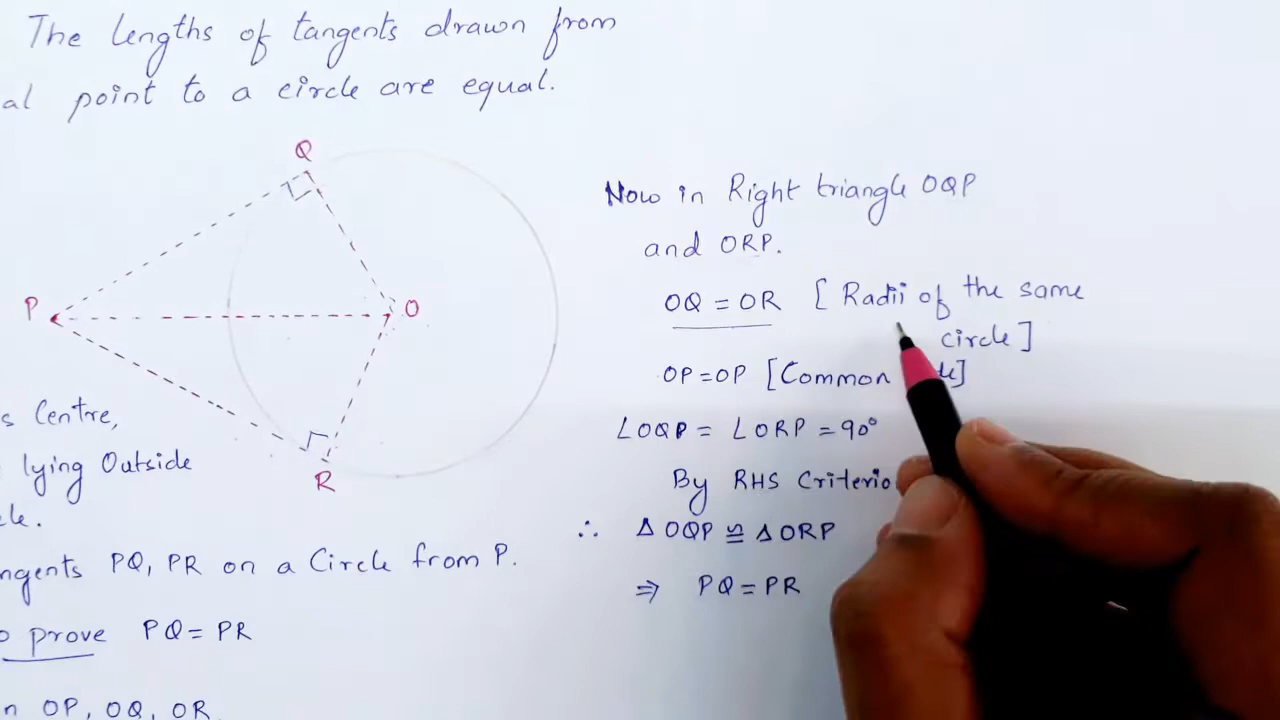 The lengths of tangents drawn from
al point to a circle are equal.
Q
P
O
R
s Centre,
lying Outside
le.
ngents PQ, PR on a Circle from P.
o prove PQ = PR
n OP, OQ, OR
Now in Right triangle OQP
and ORP.
OQ = OR [Radii of the same
circle]
OP = OP [Common
∠OQP = ∠ORP = 90°
By RHS Criterio
∴ Δ OQP ≅ Δ ORP
⇒ PQ = PR